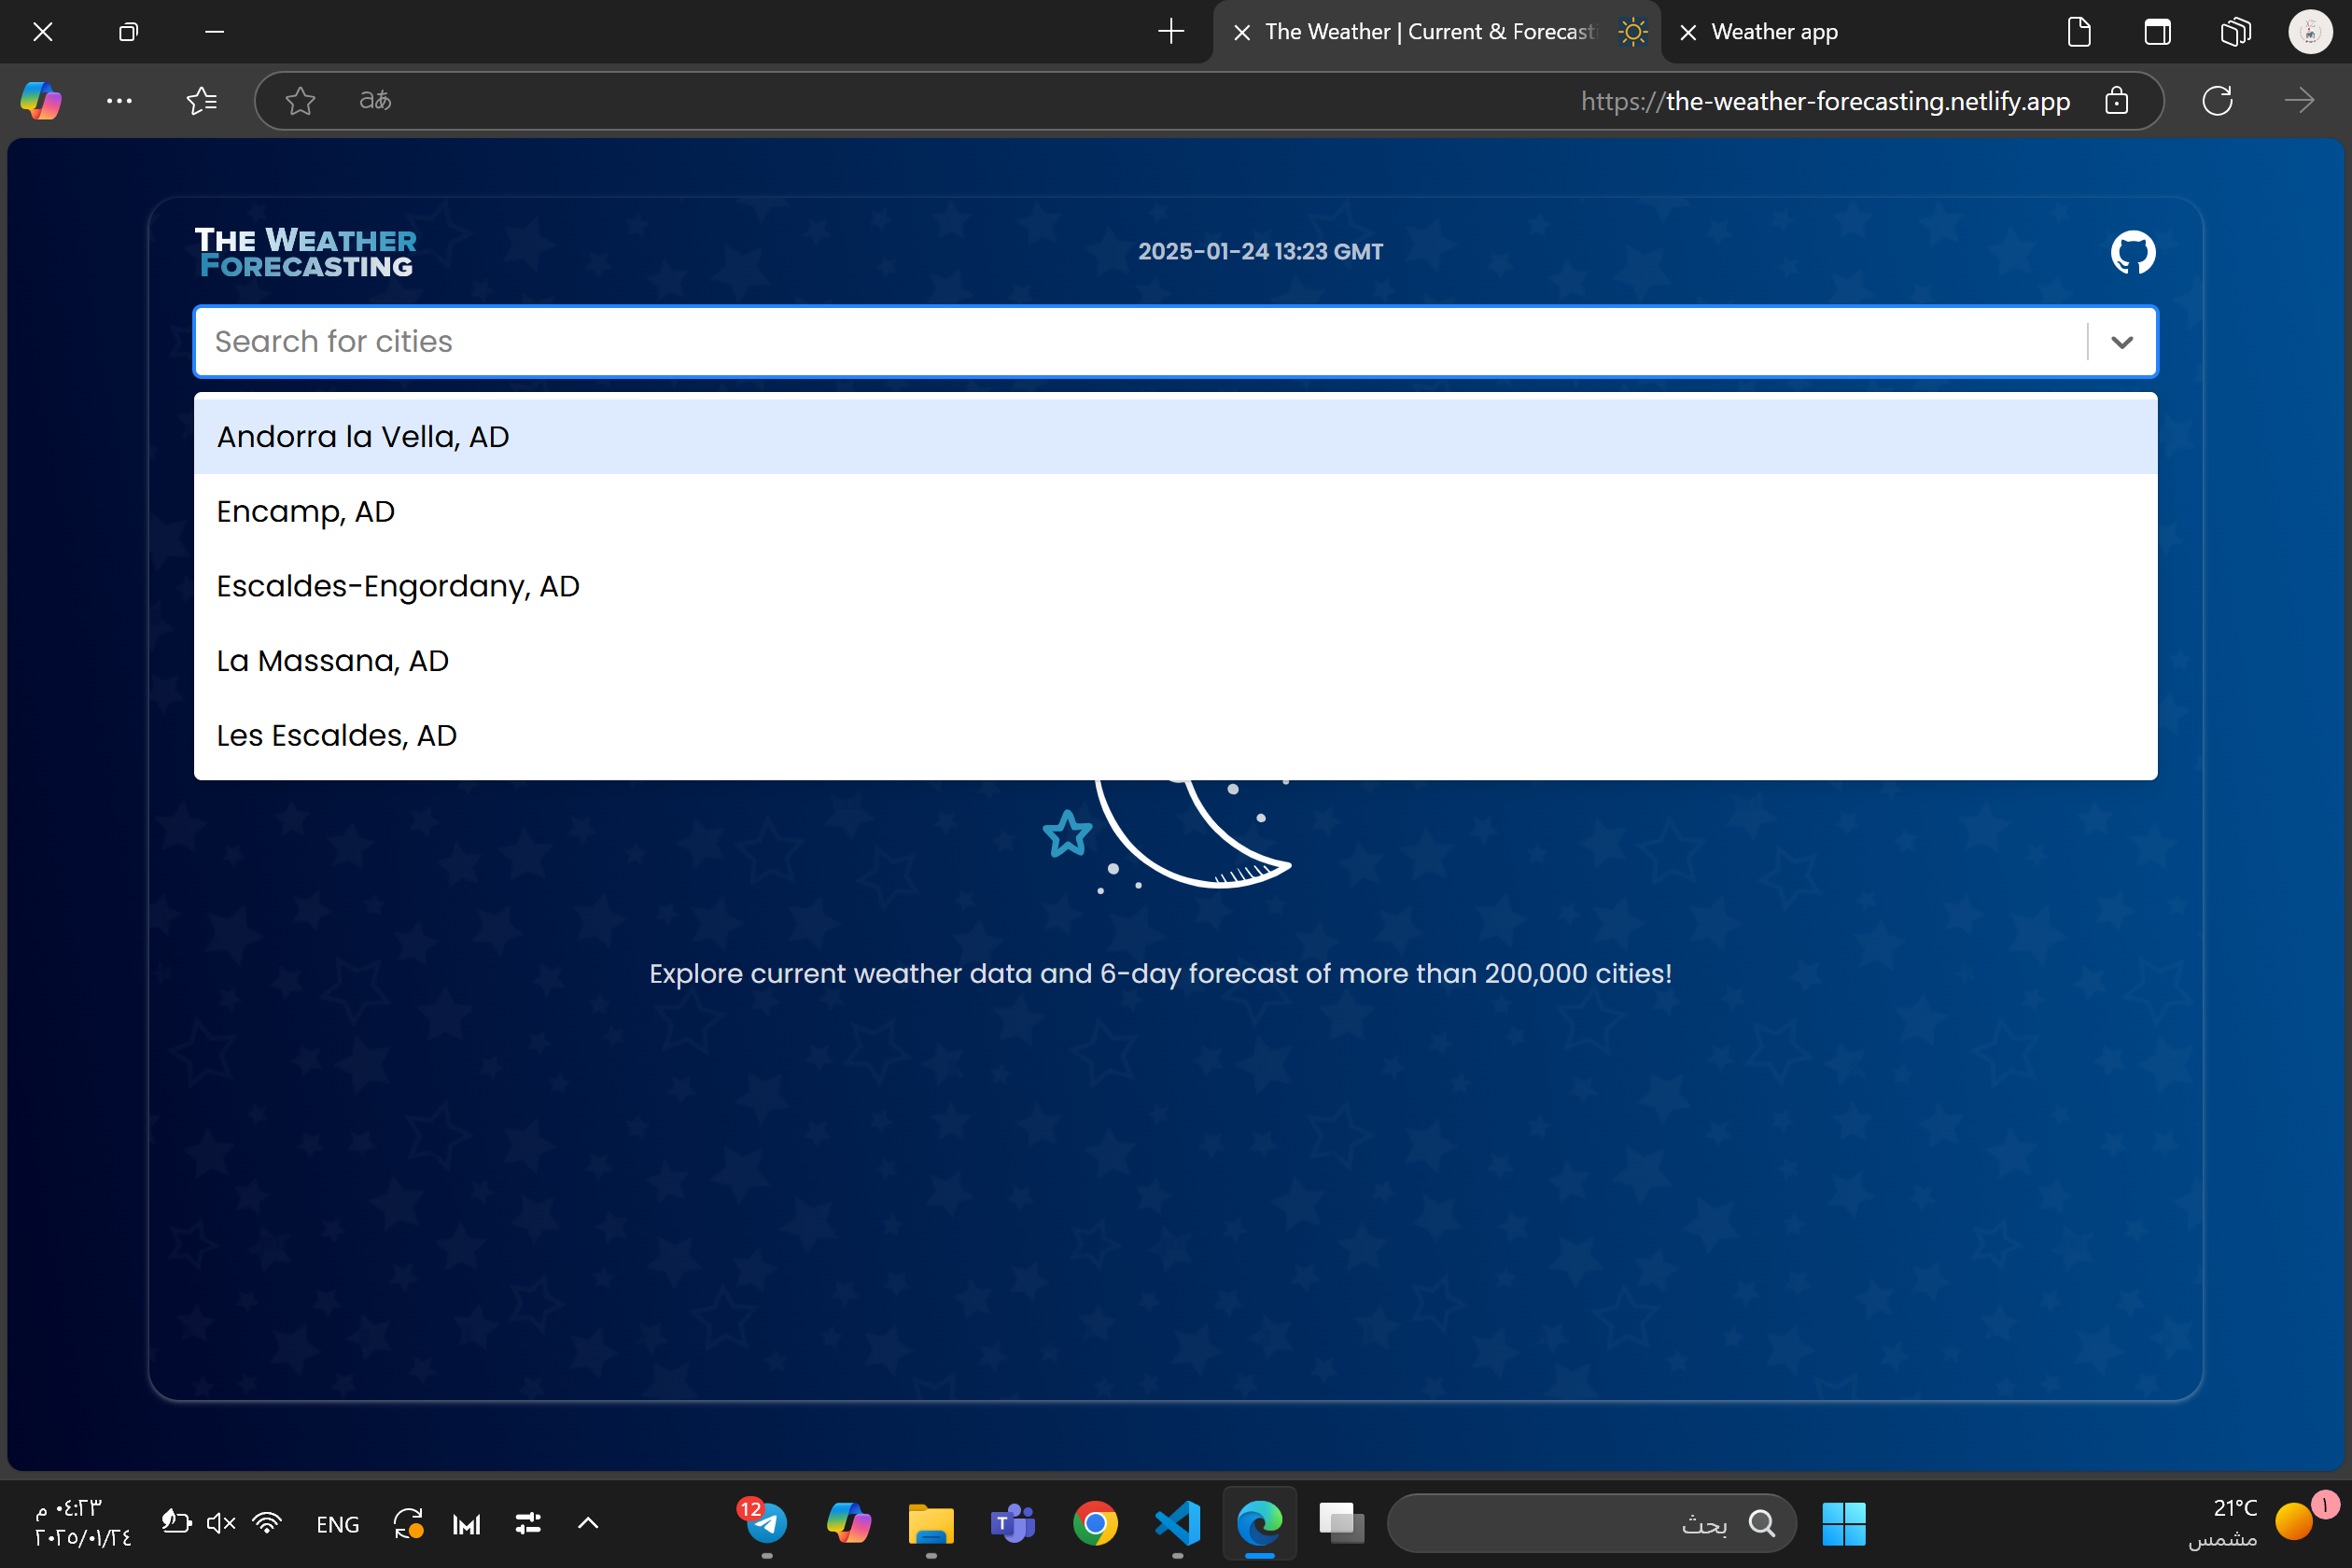 The Weather | Current & Forecasti
Weather app
https://the-weather-forecasting.netlify.app
THE WEATHER
FORECASTING
2025-01-24 13:23 GMT
Search for cities
Andorra la Vella, AD
Encamp, AD
Escaldes-Engordany, AD
La Massana, AD
Les Escaldes, AD
Explore current weather data and 6-day forecast of more than 200,000 cities!
٠٤:٢٣ م
٢٠٢٥/٠١/٢٤
ENG
12
بحث
21°C
مشمس
١